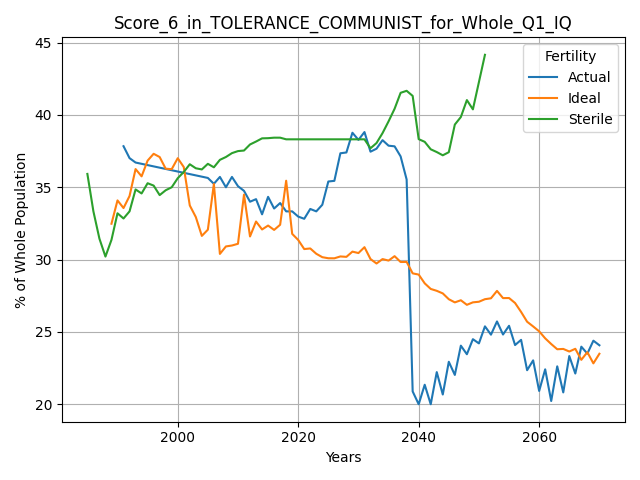 Score_6_in_TOLERANCE_COMMUNIST_for_Whole_Q1_IQ
Fertility
Actual
Ideal
Sterile
% of Whole Population
45
40
35
30
25
20
2000 2020 2040 2060
Years